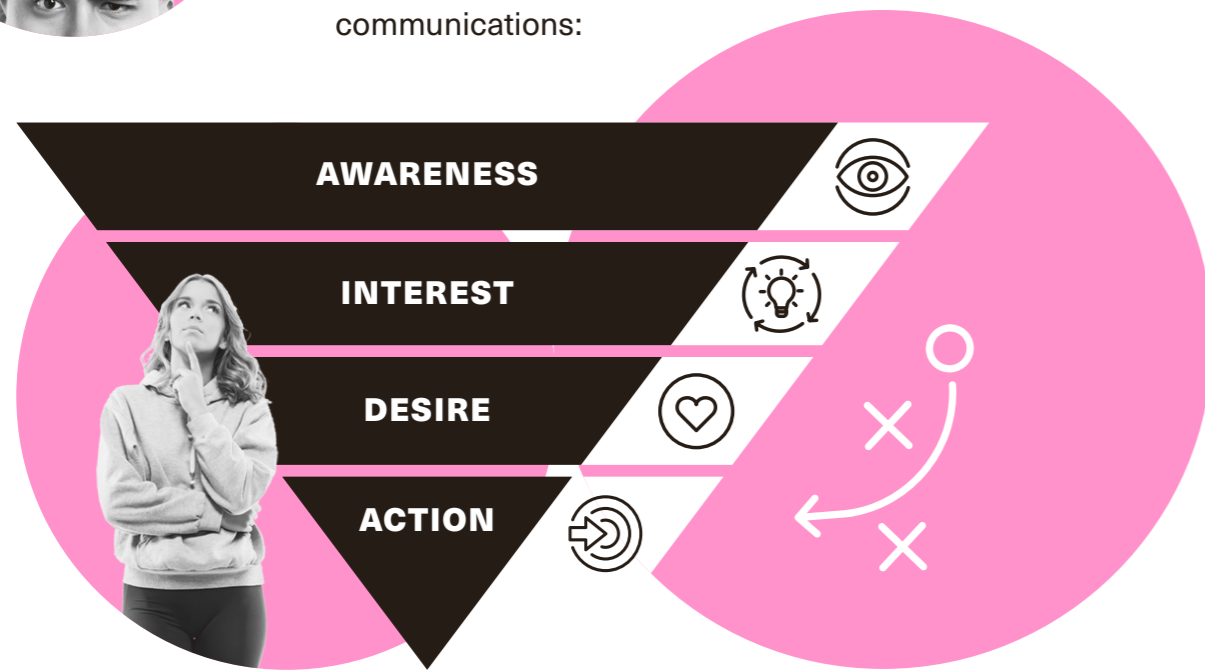 communications:
AWARENESS
INTEREST
DESIRE
ACTION